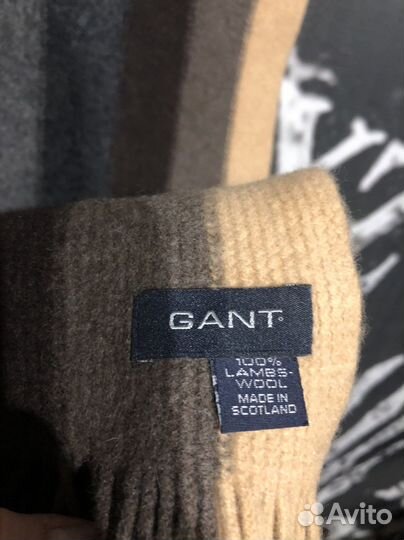 GANT
100%
LAMBS-
WOOL
MADE IN
SCOTLAND
Avito